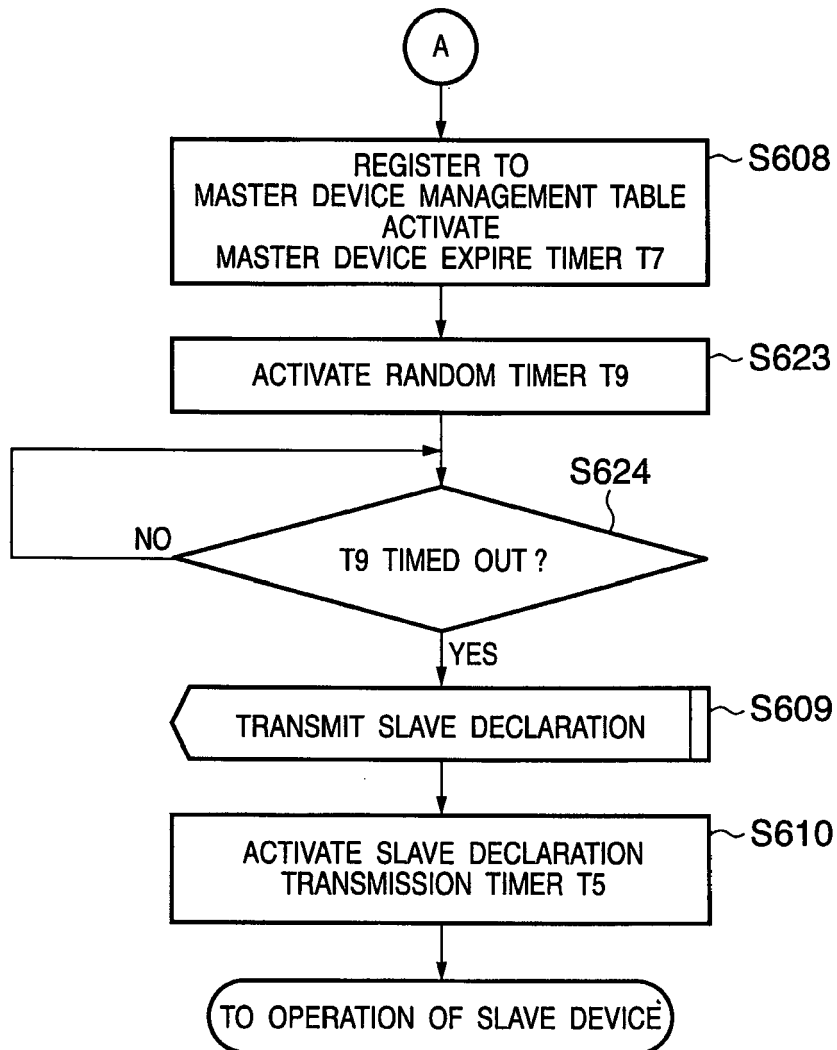 A
REGISTER TO
MASTER DEVICE MANAGEMENT TABLE
ACTIVATE
MASTER DEVICE EXPIRE TIMER T7
S608
ACTIVATE RANDOM TIMER T9
S623
S624
NO
T9 TIMED OUT ?
YES
TRANSMIT SLAVE DECLARATION
S609
ACTIVATE SLAVE DECLARATION
TRANSMISSION TIMER T5
S610
TO OPERATION OF SLAVE DEVICE